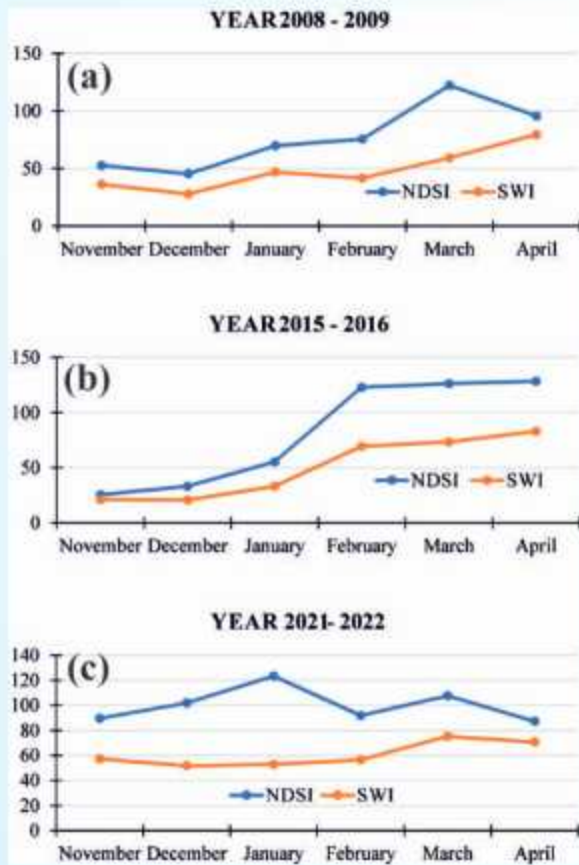 YEAR 2008 - 2009
150
(a)
100
50
NDSI SWI
0
November December January February March April
YEAR 2015 - 2016
150
(b)
100
50
NDSI SWI
0
November December January February March April
YEAR 2021- 2022
140
(c)
120
100
80
60
40
NDSI SWI
20
0
November December January February March April